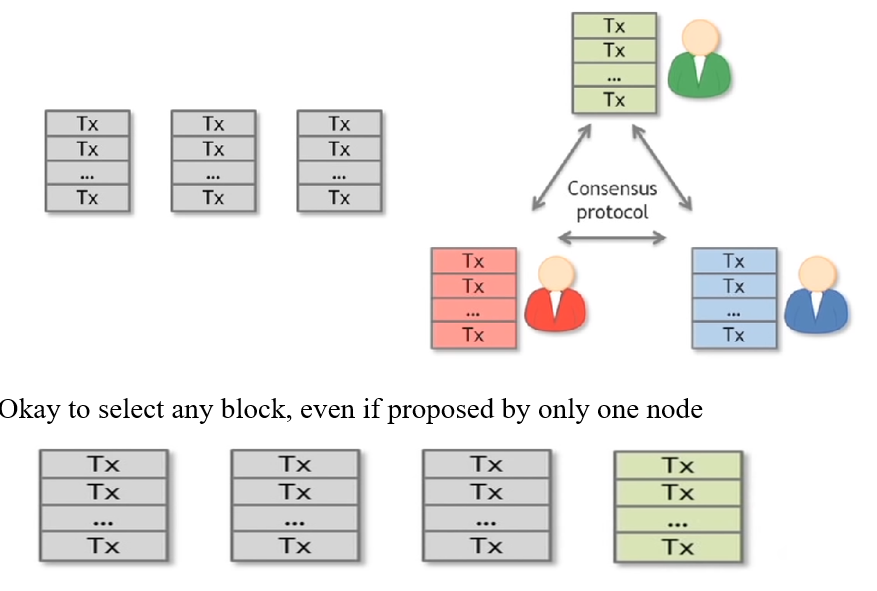 Tx
Tx
...
Tx
Tx
Tx
...
Tx
Tx
Tx
...
Tx
Tx
Tx
...
Tx
Consensus
protocol
Tx
Tx
...
Tx
Tx
Tx
...
Tx
Okay to select any block, even if proposed by only one node
Tx
Tx
...
Tx
Tx
Tx
...
Tx
Tx
Tx
...
Tx
Tx
Tx
...
Tx